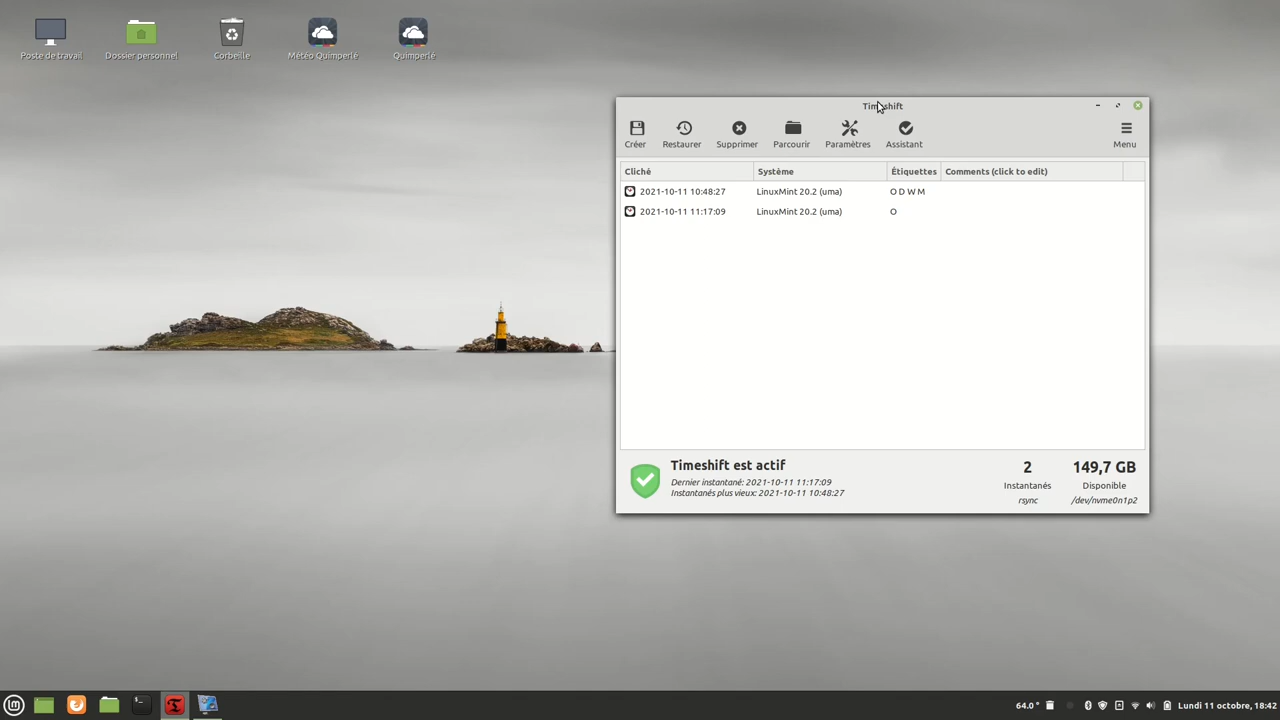 Poste de travail
Dossier personnel
Corbeille
Météo Quimperlé
Quimperlé
Timeshift
Créer
Restaurer
Supprimer
Parcourir
Paramètres
Assistant
Menu
Cliché Système Étiquettes Comments (click to edit)
2021-10-11 10:48:27 LinuxMint 20.2 (uma) O D W M
2021-10-11 11:17:09 LinuxMint 20.2 (uma) O
Timeshift est actif
Dernier instantané: 2021-10-11 11:17:09
Instantanés plus vieux: 2021-10-11 10:48:27
2
Instantanés
rsync
149,7 GB
Disponible
/dev/nvme0n1p2
64.0 °
Lundi 11 octobre, 18:42